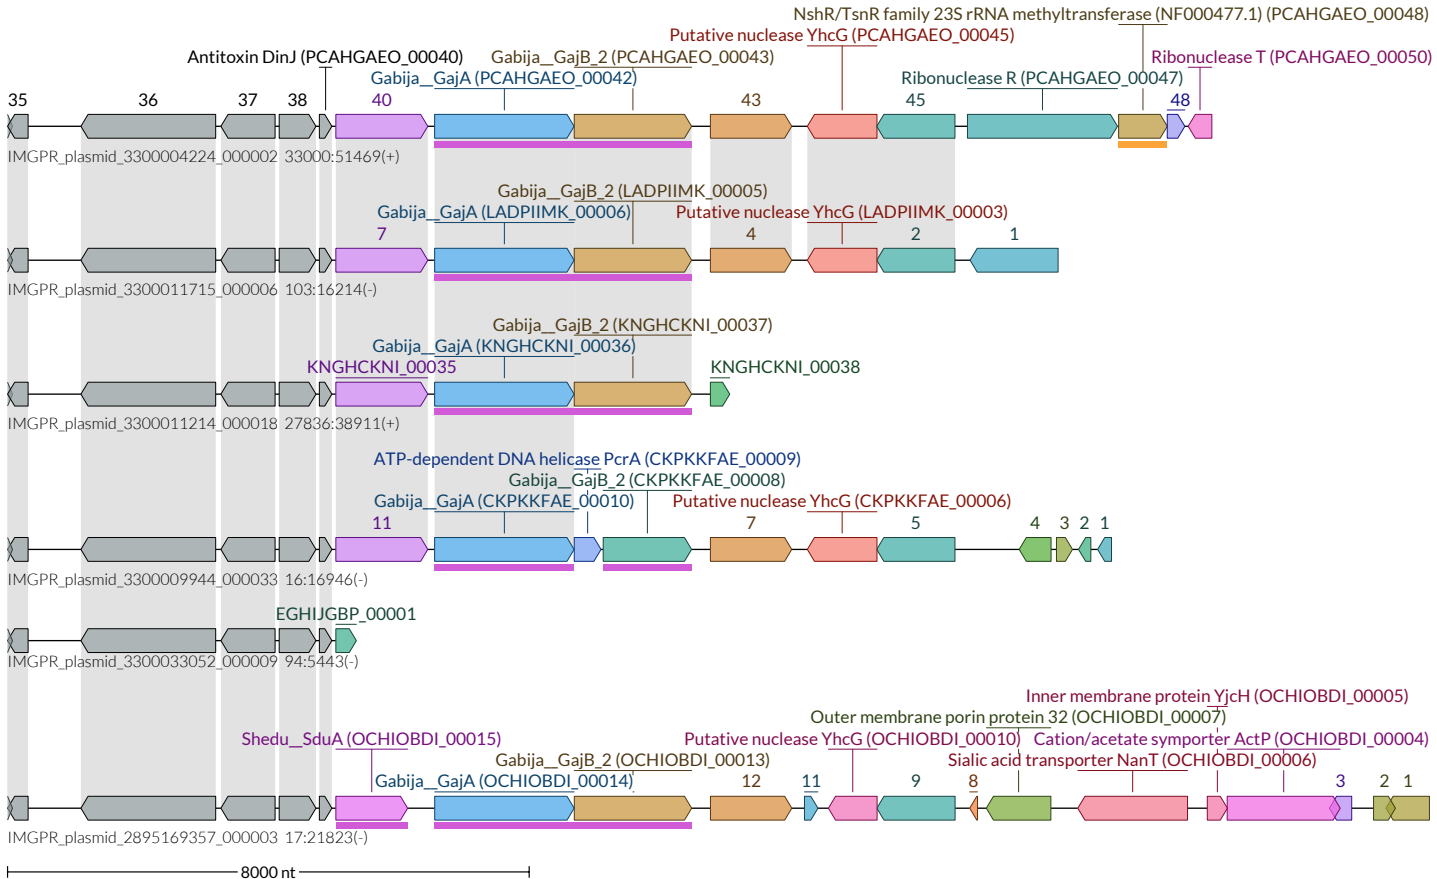 NshR/TsnR family 23S rRNA methyltransferase (NF000477.1) (PCAHGAEO_00048)
Putative nuclease YhcG (PCAHGAEO_00045)
Antitoxin DinJ (PCAHGAEO_00040) Gabija__GajB_2 (PCAHGAEO_00043) Ribonuclease T (PCAHGAEO_00050)
Gabija__GajA (PCAHGAEO_00042) Ribonuclease R (PCAHGAEO_00047)
35 36 37 38 40 43 45 48
IMGPR_plasmid_3300004224_000002 33000:51469(+)
Gabija__GajB_2 (LADPIIMK_00005)
Gabija__GajA (LADPIIMK_00006) Putative nuclease YhcG (LADPIIMK_00003)
7 4 2 1
IMGPR_plasmid_3300011715_000006 103:16214(-)
Gabija__GajB_2 (KNGHCKNI_00037)
Gabija__GajA (KNGHCKNI_00036)
KNGHCKNI_00035 KNGHCKNI_00038
IMGPR_plasmid_3300011214_000018 27836:38911(+)
ATP-dependent DNA helicase PcrA (CKPKKFAE_00009)
Gabija__GajB_2 (CKPKKFAE_00008)
Gabija__GajA (CKPKKFAE_00010) Putative nuclease YhcG (CKPKKFAE_00006)
11 7 5 4 3 2 1
IMGPR_plasmid_3300009944_000033 16:16946(-)
EGHIJGBP_00001
IMGPR_plasmid_3300033052_000009 94:5443(-)
Inner membrane protein YjcH (OCHIOBDI_00005)
Outer membrane porin protein 32 (OCHIOBDI_00007)
Shedu__SduA (OCHIOBDI_00015) Putative nuclease YhcG (OCHIOBDI_00010) Cation/acetate symporter ActP (OCHIOBDI_00004)
Gabija__GajB_2 (OCHIOBDI_00013) Sialic acid transporter NanT (OCHIOBDI_00006)
Gabija__GajA (OCHIOBDI_00014) 12 11 9 8 3 2 1
IMGPR_plasmid_2895169357_000003 17:21823(-)
8000 nt